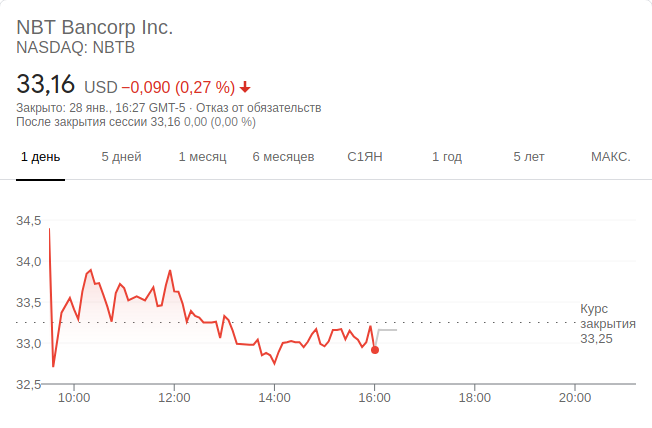 NBT Bancorp Inc.
NASDAQ: NBTB
33,16 USD −0,090 (0,27 %)
Закрыто: 28 янв., 16:27 GMT-5 · Отказ от обязательств
После закрытия сессии 33,16 0,00 (0,00 %)
1 день 5 дней 1 месяц 6 месяцев С1ЯН 1 год 5 лет МАКС.
34,5
34,0
33,5
Курс
закрытия
33,25
33,0
32,5
10:00 12:00 14:00 16:00 18:00 20:00